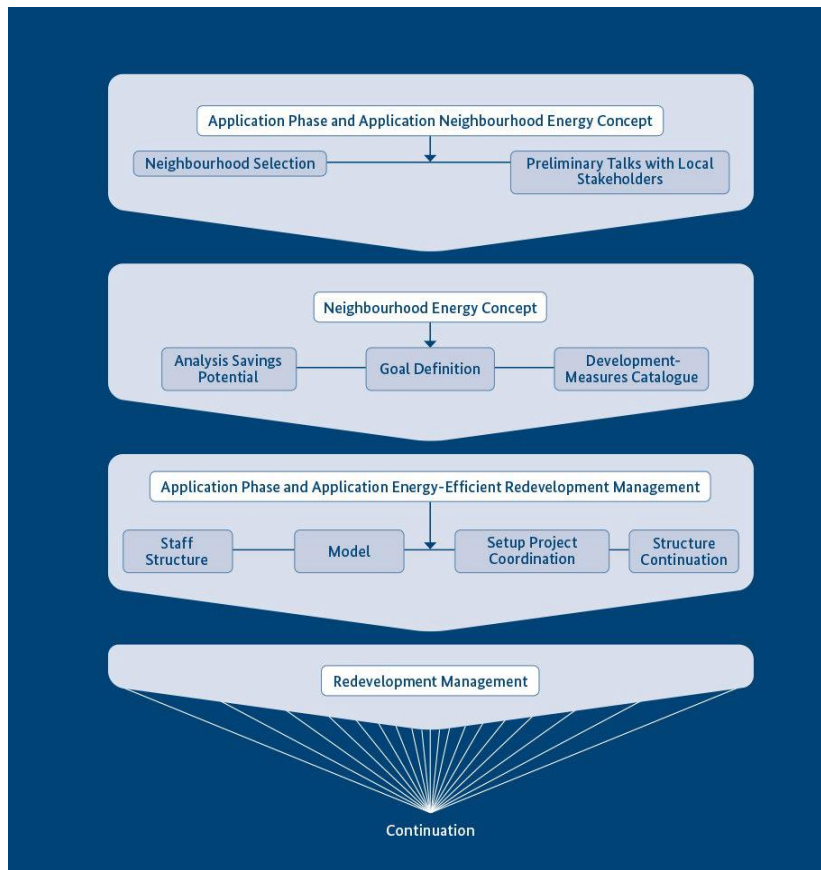 Application Phase and Application Neighbourhood Energy Concept
Neighbourhood Selection
Preliminary Talks with Local
Stakeholders
Neighbourhood Energy Concept
Analysis Savings
Potential
Goal Definition
Development-
Measures Catalogue
Application Phase and Application Energy-Efficient Redevelopment Management
Staff
Structure
Model
Setup Project
Coordination
Structure
Continuation
Redevelopment Management
Continuation